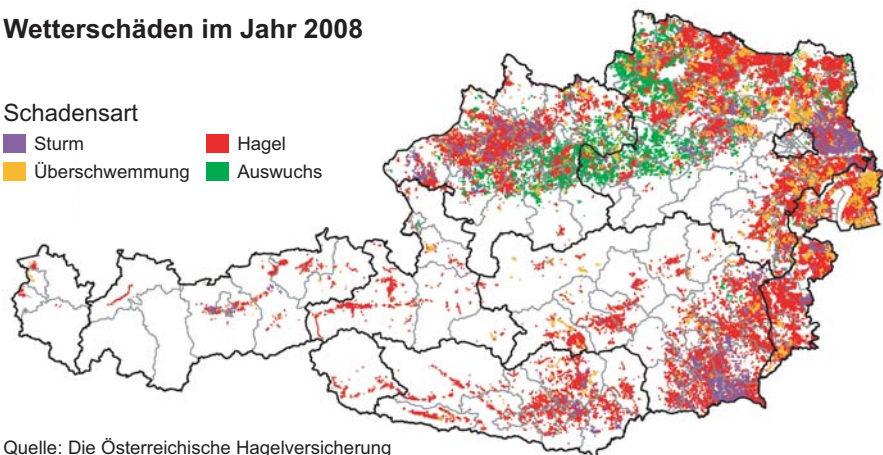 Wetterschäden im Jahr 2008
Schadensart
Sturm
Hagel
Überschwemmung
Auswuchs
Quelle: Die Österreichische Hagelversicherung